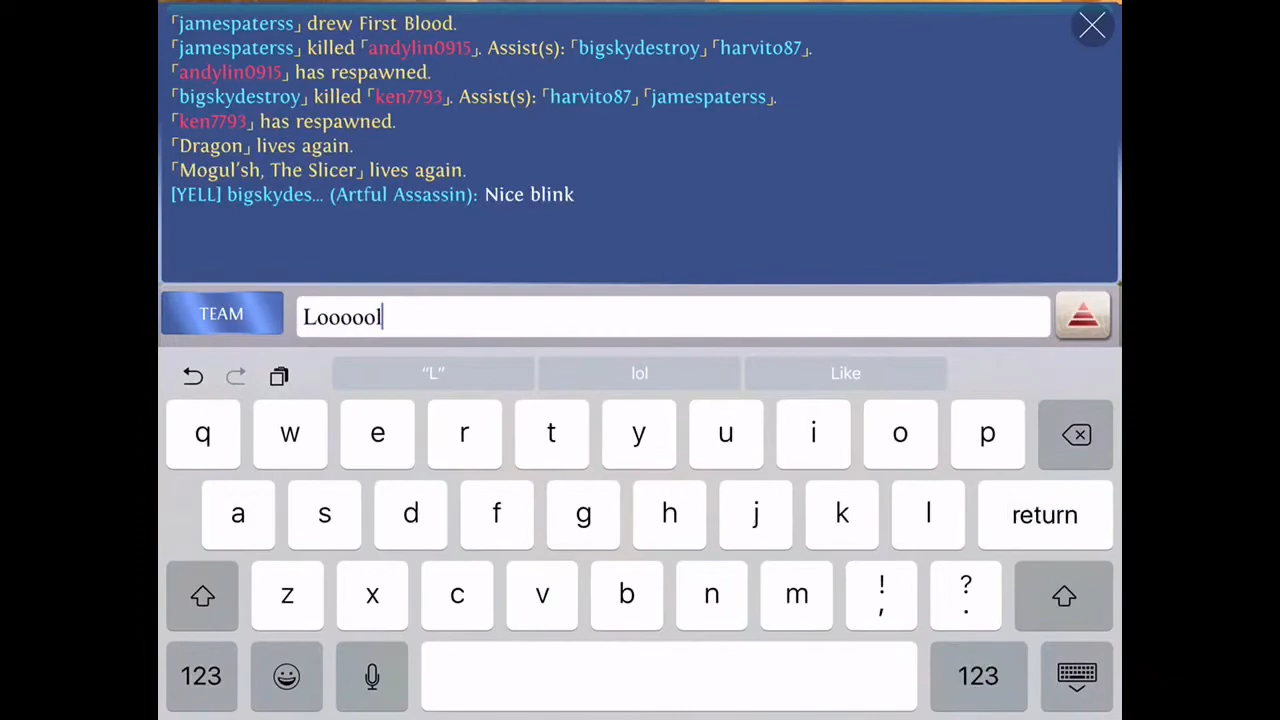 「jamespaterss」 drew First Blood.
「jamespaterss」 killed 「andylin0915」. Assist(s): 「bigskydestroy」「harvito87」.
「andylin0915」 has respawned.
「bigskydestroy」 killed 「ken7793」. Assist(s): 「harvito87」「jamespaterss」.
「ken7793」 has respawned.
「Dragon」 lives again.
「Mogul'sh, The Slicer」 lives again.
[YELL] bigskydes... (Artful Assassin): Nice blink
TEAM
Loooool
“L” lol Like
q w e r t y u i o p
a s d f g h j k l return
z x c v b n m ! , ? .
123 123